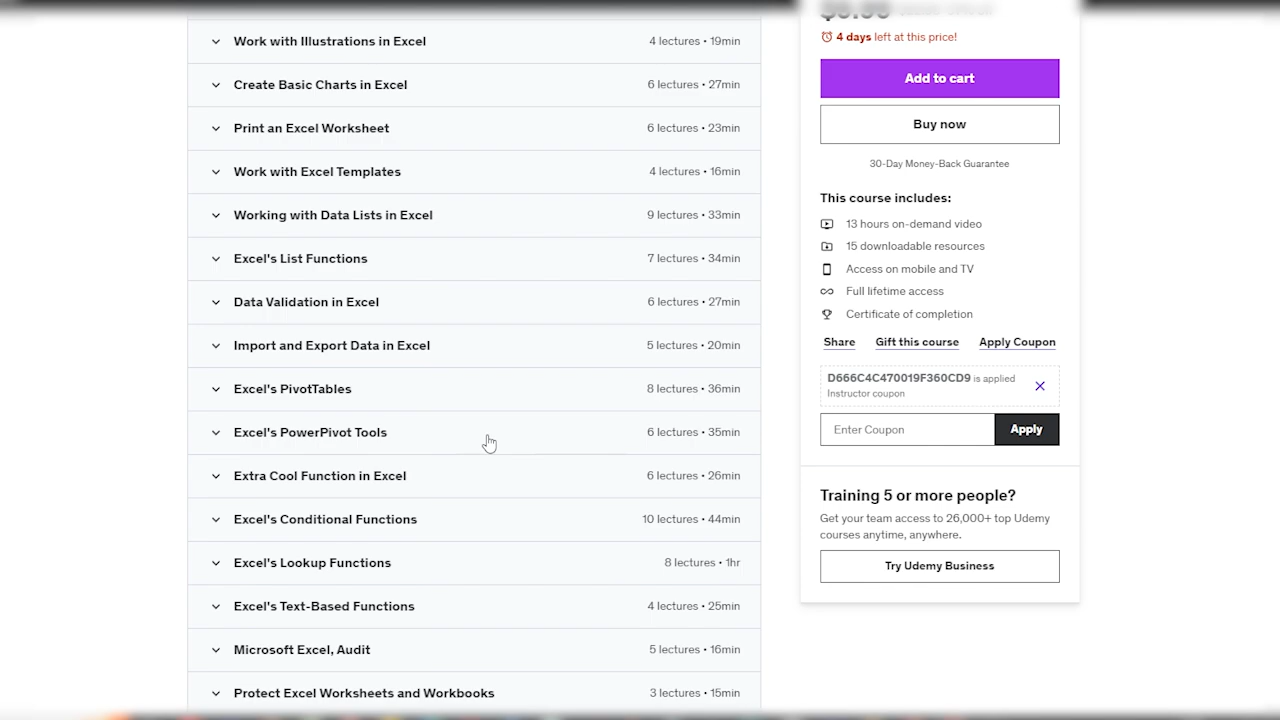 Work with Illustrations in Excel 4 lectures • 19min
Create Basic Charts in Excel 6 lectures • 27min
Print an Excel Worksheet 6 lectures • 23min
Work with Excel Templates 4 lectures • 16min
Working with Data Lists in Excel 9 lectures • 33min
Excel's List Functions 7 lectures • 34min
Data Validation in Excel 6 lectures • 27min
Import and Export Data in Excel 5 lectures • 20min
Excel's PivotTables 8 lectures • 36min
Excel's PowerPivot Tools 6 lectures • 35min
Extra Cool Function in Excel 6 lectures • 26min
Excel's Conditional Functions 10 lectures • 44min
Excel's Lookup Functions 8 lectures • 1hr
Excel's Text-Based Functions 4 lectures • 25min
Microsoft Excel, Audit 5 lectures • 16min
Protect Excel Worksheets and Workbooks 3 lectures • 15min
4 days left at this price!
Add to cart
Buy now
30-Day Money-Back Guarantee
This course includes:
13 hours on-demand video
15 downloadable resources
Access on mobile and TV
Full lifetime access
Certificate of completion
Share Gift this course Apply Coupon
D666C4C470019F360CD9 is applied
Instructor coupon
Enter Coupon Apply
Training 5 or more people?
Get your team access to 26,000+ top Udemy
courses anytime, anywhere.
Try Udemy Business